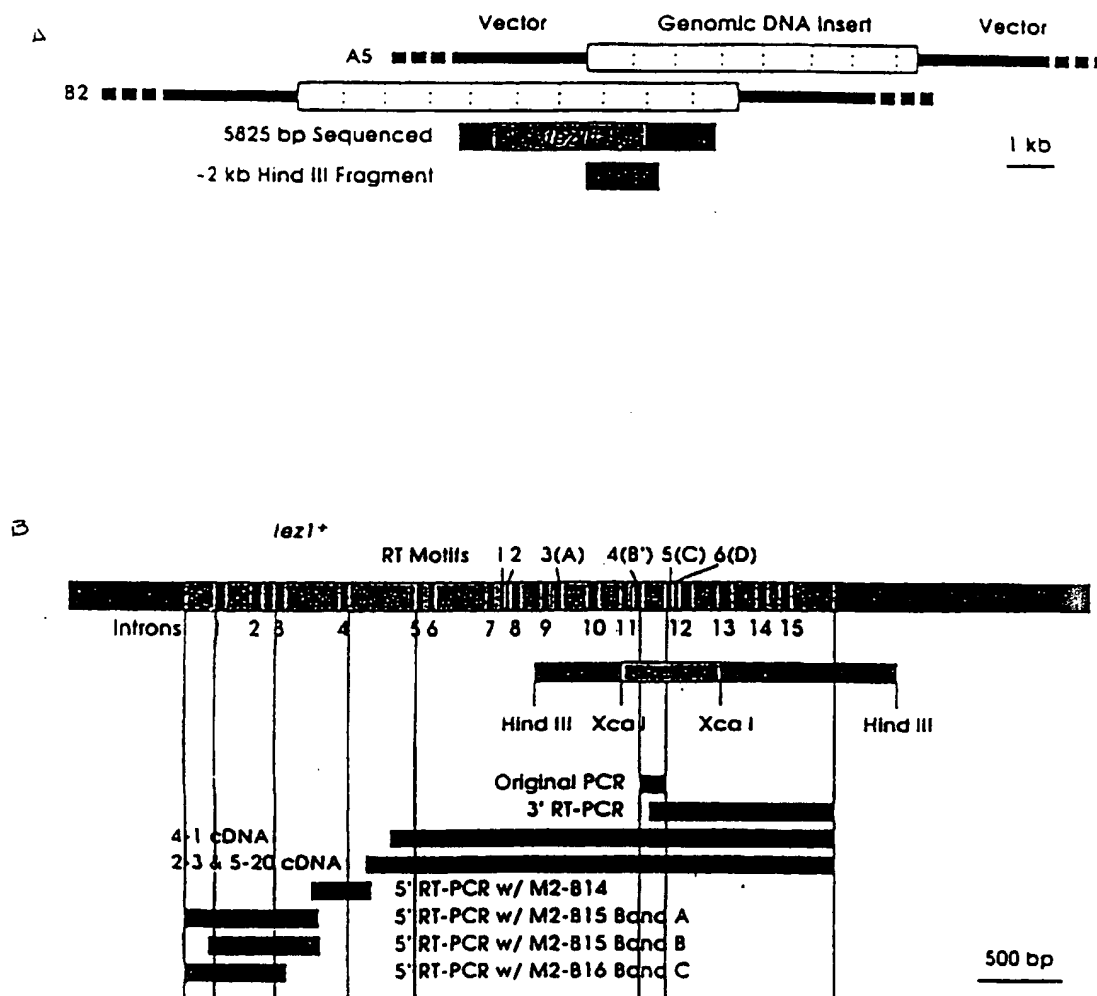 A
Vector Genomic DNA Insert Vector
A5
B2
5825 bp Sequenced
tez1+
1 kb
~2 kb Hind III Fragment
B
tez1+
RT Motifs 1 2 3(A) 4(B') 5(C) 6(D)
Introns 1 2 3 4 5 6 7 8 9 10 11 12 13 14 15
Hind III Xca I Xca I Hind III
Original PCR
3' RT-PCR
4-1 cDNA
2-3 & 5-20 cDNA
5' RT-PCR w/ M2-B14
5' RT-PCR w/ M2-B15 Band A
5' RT-PCR w/ M2-B15 Band B
500 bp
5' RT-PCR w/ M2-B16 Band C